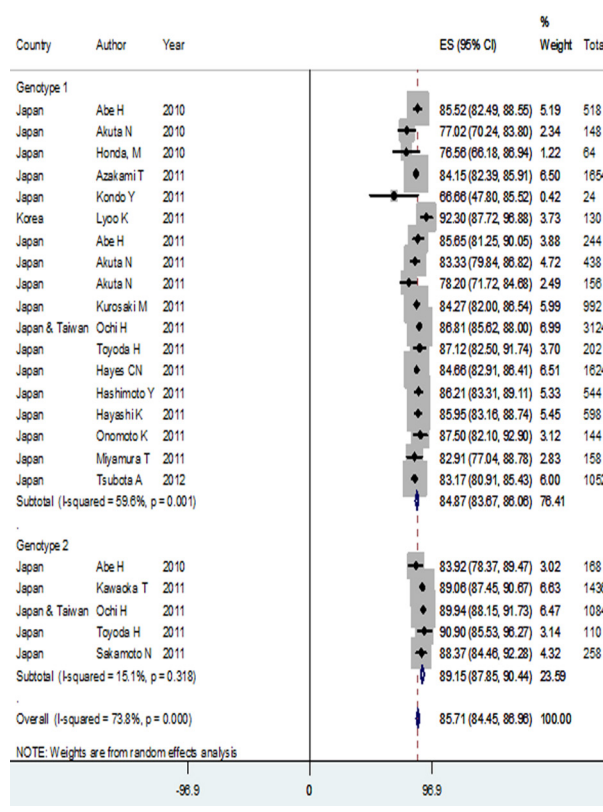 %
Country Author Year ES (95% CI) Weight Total
Genotype 1
Japan Abe H 2010 85.52 (82.49, 88.55) 5.19 518
Japan Akuta N 2010 77.02 (70.24, 83.80) 2.34 148
Japan Honda, M 2010 76.56 (66.18, 86.94) 1.22 64
Japan Azakami T 2011 84.15 (82.39, 85.91) 6.50 1654
Japan Kondo Y 2011 66.66 (47.80, 85.52) 0.42 24
Korea Lyoo K 2011 92.30 (87.72, 96.88) 3.73 130
Japan Abe H 2011 85.65 (81.25, 90.05) 3.88 244
Japan Akuta N 2011 83.33 (79.84, 86.82) 4.72 438
Japan Akuta N 2011 78.20 (71.72, 84.68) 2.49 156
Japan Kurosaki M 2011 84.27 (82.00, 86.54) 5.99 992
Japan & Taiwan Ochi H 2011 86.81 (85.62, 88.00) 6.99 3124
Japan Toyoda H 2011 87.12 (82.50, 91.74) 3.70 202
Japan Hayes CN 2011 84.66 (82.91, 86.41) 6.51 1624
Japan Hashimoto Y 2011 86.21 (83.31, 89.11) 5.33 544
Japan Hayashi K 2011 85.95 (83.16, 88.74) 5.45 598
Japan Onomoto K 2011 87.50 (82.10, 92.90) 3.12 144
Japan Miyamura T 2011 82.91 (77.04, 88.78) 2.83 158
Japan Tsubota A 2012 83.17 (80.91, 85.43) 6.00 1052
Subtotal (I-squared = 59.6%, p = 0.001) 84.87 (83.67, 86.06) 76.41
.
Genotype 2
Japan Abe H 2010 83.92 (78.37, 89.47) 3.02 168
Japan Kawaoka T 2011 89.06 (87.45, 90.67) 6.63 1436
Japan & Taiwan Ochi H 2011 89.94 (88.15, 91.73) 6.47 1084
Japan Toyoda H 2011 90.90 (85.53, 96.27) 3.14 110
Japan Sakamoto N 2011 88.37 (84.46, 92.28) 4.32 258
Subtotal (I-squared = 15.1%, p = 0.318) 89.15 (87.85, 90.44) 23.59
.
Overall (I-squared = 73.8%, p = 0.000) 85.71 (84.45, 86.96) 100.00
NOTE: Weights are from random effects analysis
-96.9 0 96.9